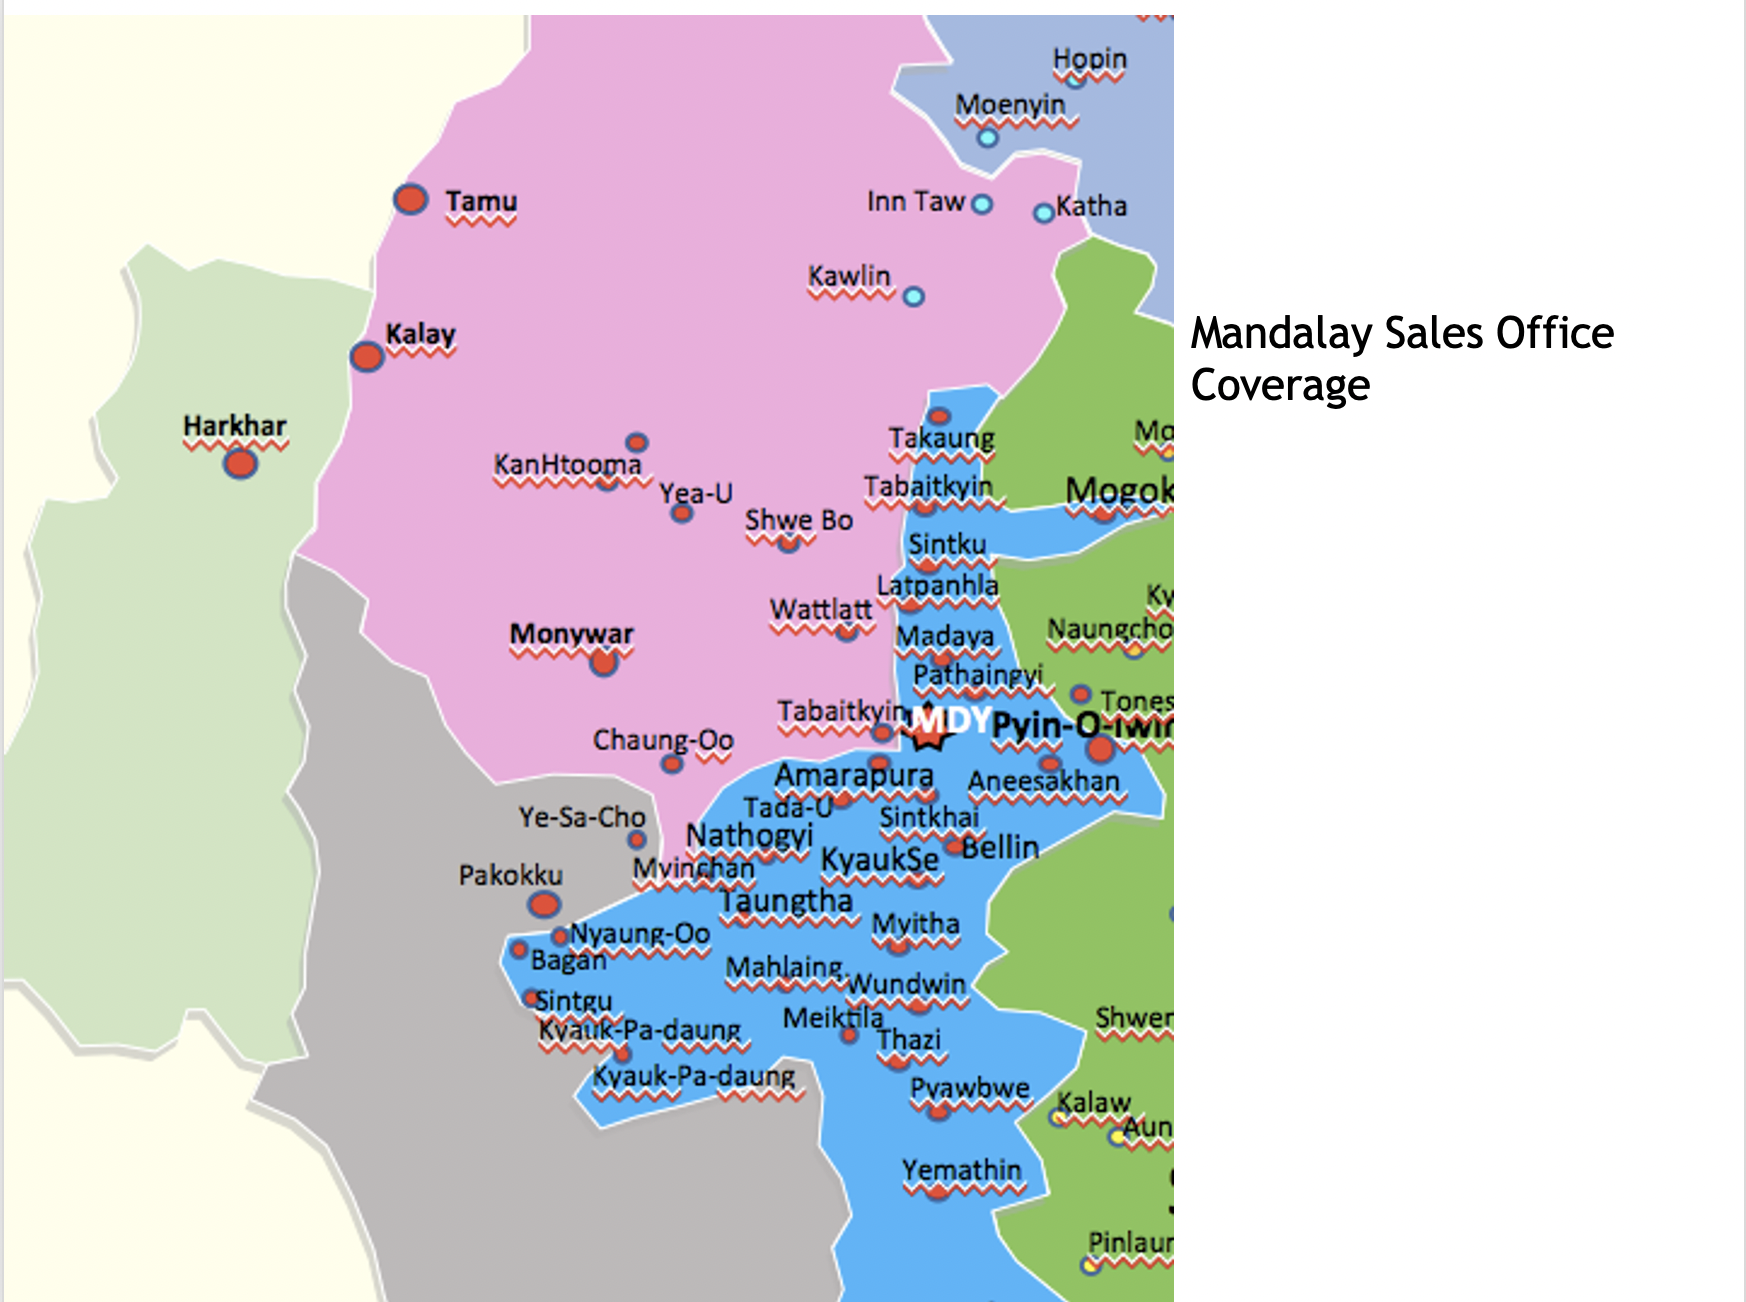 Hopin
Moenyin
Tamu
Inn Taw
Katha
Kawlin
Mandalay Sales Office
Coverage
Kalay
Harkhar
Takaung
Mo
KanHtooma
Tabaitkyin
Mogok
Yea-U
Shwe Bo
Sintku
Latpanhla
Ky
Wattlatt
Naungcho
Monywar
Madaya
Pathaingyi
Tones
Tabaitkyin
MDY
Pyin-O-lwin
Chaung-Oo
Amarapura
Aneesakhan
Tada-U
Ye-Sa-Cho
Sintkhai
Nathogyi
Bellin
KyaukSe
Myinchan
Pakokku
Taungtha
Myitha
Nyaung-Oo
Bagan
Mahlaing
Wundwin
Sintgu
Meiktila
Shwer
Kyauk-Pa-daung
Thazi
Kyauk-Pa-daung
Pyawbwe
Kalaw
Aun
Yemathin
Pinlaun